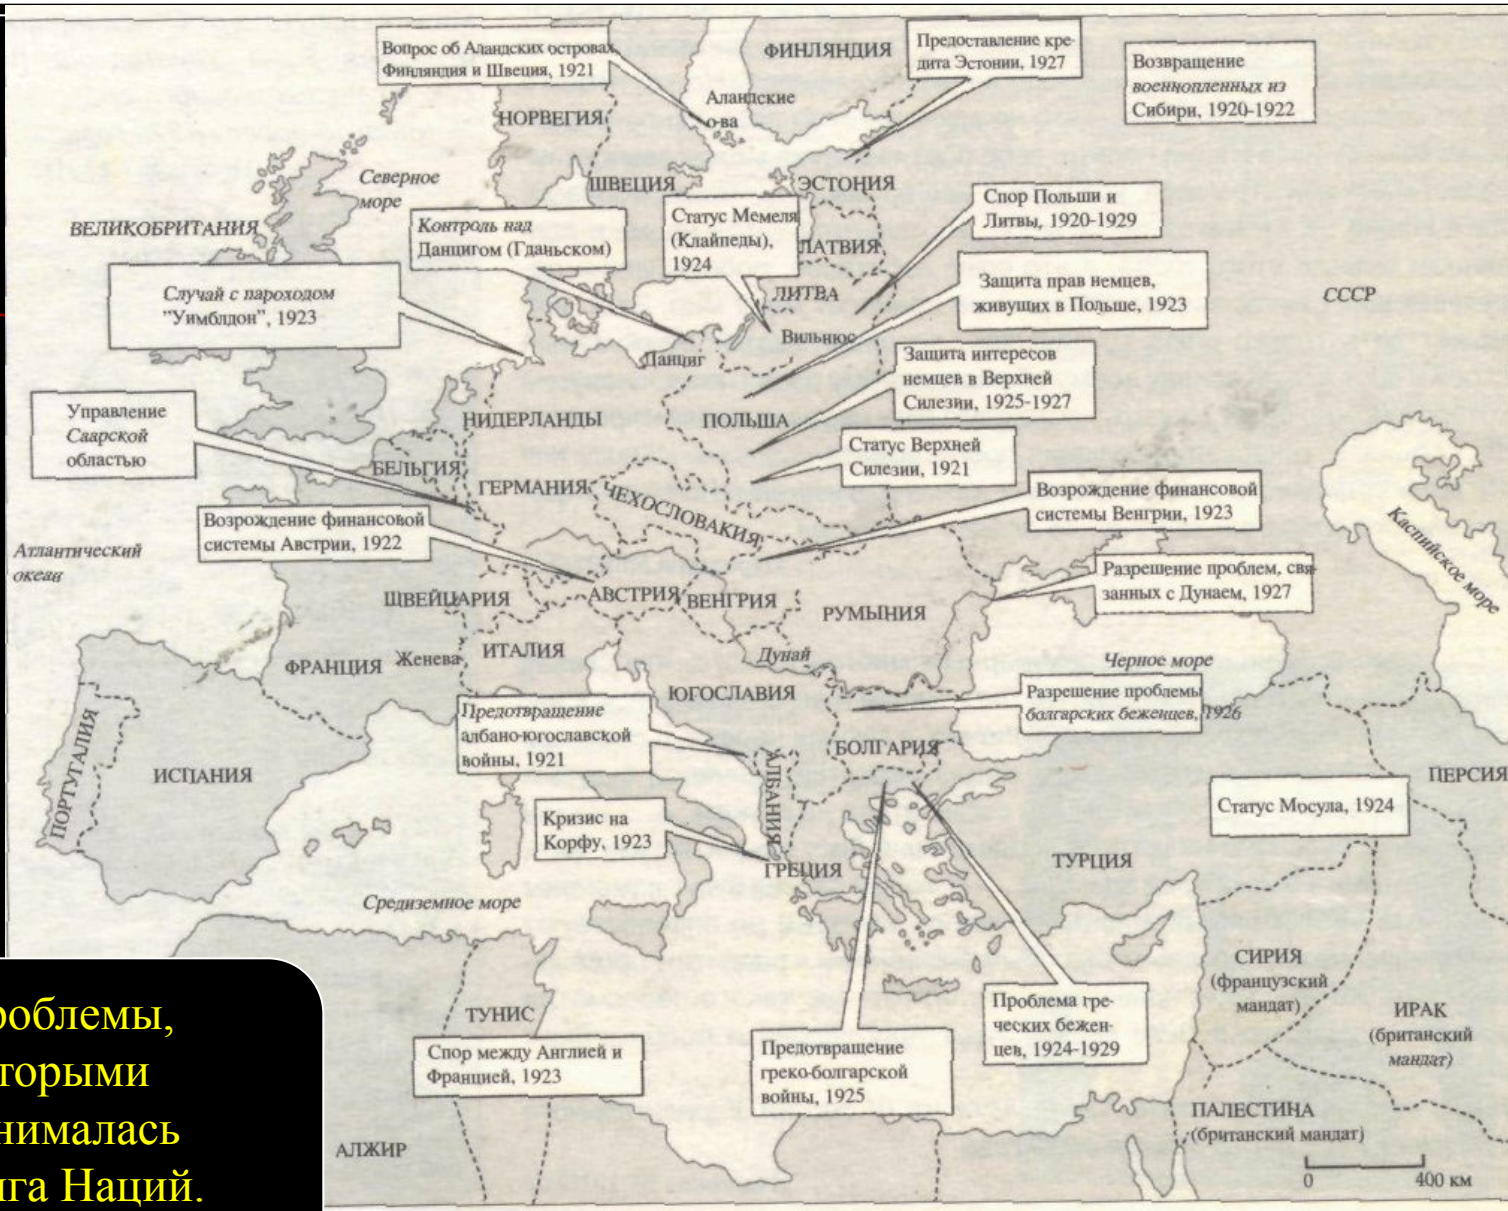 Вопрос об Аландских островах,
Финляндия и Швеция, 1921
ФИНЛЯНДИЯ
Предоставление кре-
дита Эстонии, 1927
Возвращение
военнопленных из
Сибири, 1920-1922
НОРВЕГИЯ
Аландские
о-ва
Северное
море
ШВЕЦИЯ
ЭСТОНИЯ
ВЕЛИКОБРИТАНИЯ
Контроль над
Данцигом (Гданьском)
Статус Мемеля
(Клайпеды),
1924
Спор Польши и
Литвы, 1920-1929
ЛАТВИЯ
Случай с пароходом
"Уимблдон", 1923
ЛИТВА
Защита прав немцев,
живущих в Польше, 1923
СССР
Вильнюс
Данциг
Защита интересов
немцев в Верхней
Силезии, 1925-1927
Управление
Саарской
областью
НИДЕРЛАНДЫ
ПОЛЬША
БЕЛЬГИЯ
Статус Верхней
Силезии, 1921
ГЕРМАНИЯ
ЧЕХОСЛОВАКИЯ
Возрождение финансовой
системы Венгрии, 1923
Возрождение финансовой
системы Австрии, 1922
Атлантический
океан
Каспийское море
ШВЕЙЦАРИЯ
АВСТРИЯ
ВЕНГРИЯ
РУМЫНИЯ
Разрешение проблем, свя-
занных с Дунаем, 1927
ФРАНЦИЯ
Женева
ИТАЛИЯ
Дунай
Черное море
ЮГОСЛАВИЯ
Разрешение проблемы
болгарских беженцев, 1926
Предотвращение
албано-югославской
войны, 1921
БОЛГАРИЯ
ПОРТУГАЛИЯ
ИСПАНИЯ
АЛБАНИЯ
ПЕРСИЯ
Статус Мосула, 1924
Кризис на
Корфу, 1923
ГРЕЦИЯ
ТУРЦИЯ
Средиземное море
СИРИЯ
(французский
мандат)
ИРАК
(британский
мандат)
ТУНИС
Проблема гре-
ческих бежен-
цев, 1924-1929
Спор между Англией и
Францией, 1923
Предотвращение
греко-болгарской
войны, 1925
ПАЛЕСТИНА
(британский мандат)
АЛЖИР
0 400 км
роблемы,
торыми
нималась
ига Наций.